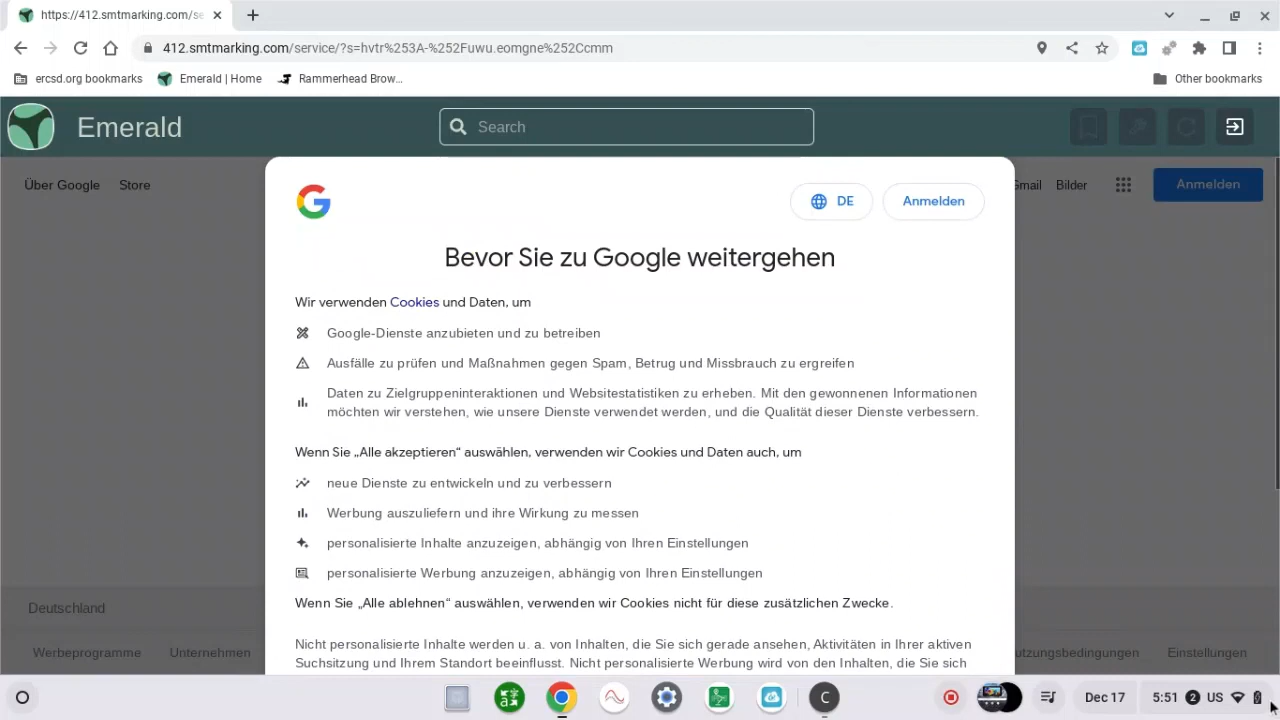 https://412.smtmarking.com/se
412.smtmarking.com/service/?s=hvtr%253A-%252Fuwu.eomgne%252Ccmm
ercsd.org bookmarks
Emerald | Home
Rammerhead Brow...
Other bookmarks
Emerald
Search
Über Google
Store
Gmail
Bilder
Anmelden
DE
Anmelden
Bevor Sie zu Google weitergehen
Wir verwenden Cookies und Daten, um
Google-Dienste anzubieten und zu betreiben
Ausfälle zu prüfen und Maßnahmen gegen Spam, Betrug und Missbrauch zu ergreifen
Daten zu Zielgruppeninteraktionen und Websitestatistiken zu erheben. Mit den gewonnenen Informationen
möchten wir verstehen, wie unsere Dienste verwendet werden, und die Qualität dieser Dienste verbessern.
Wenn Sie „Alle akzeptieren“ auswählen, verwenden wir Cookies und Daten auch, um
neue Dienste zu entwickeln und zu verbessern
Werbung auszuliefern und ihre Wirkung zu messen
personalisierte Inhalte anzuzeigen, abhängig von Ihren Einstellungen
personalisierte Werbung anzuzeigen, abhängig von Ihren Einstellungen
Wenn Sie „Alle ablehnen“ auswählen, verwenden wir Cookies nicht für diese zusätzlichen Zwecke.
Nicht personalisierte Inhalte werden u. a. von Inhalten, die Sie sich gerade ansehen, Aktivitäten in Ihrer aktiven
Suchsitzung und Ihrem Standort beeinflusst. Nicht personalisierte Werbung wird von den Inhalten, die Sie sich
Deutschland
Werbeprogramme
Unternehmen
utzungsbedingungen
Einstellungen
C
Dec 17
5:51
2
US